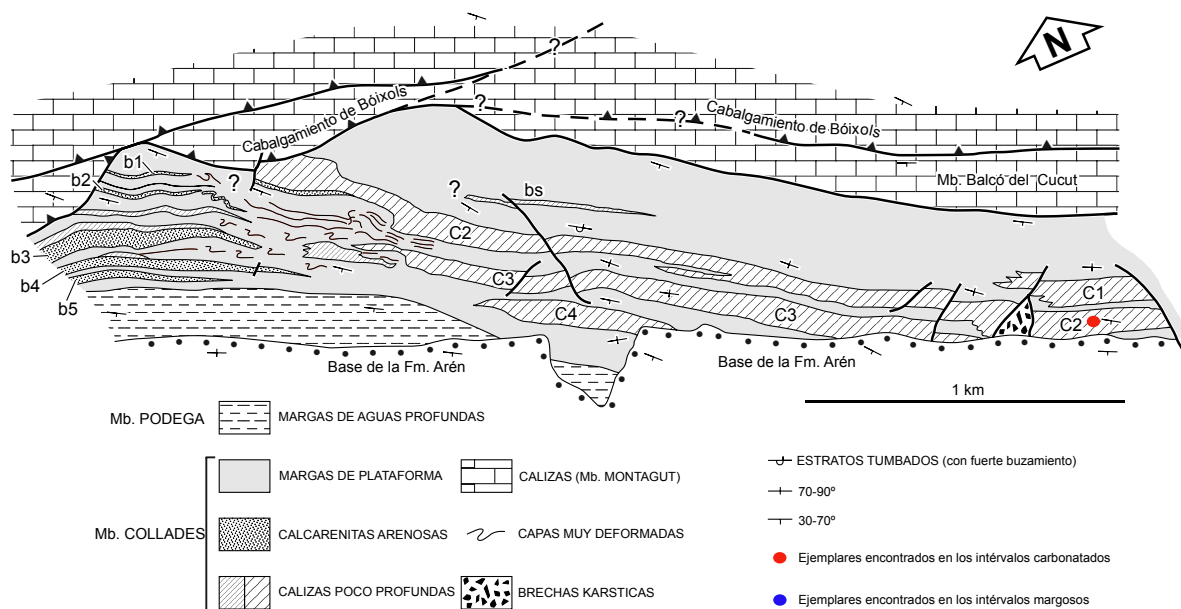 N
?
Cabalgamiento de Bóixols
?
?
Cabalgamiento de Bóixols
b1
b2
?
?
bs
Mb. Balcó del Cucut
C2
b3
b4
b5
C3
C4
C3
C1
C2
Base de la Fm. Arén
Base de la Fm. Arén
1 km
Mb. PODEGA
MARGAS DE AGUAS PROFUNDAS
Mb. COLLADES
MARGAS DE PLATAFORMA
CALCARENITAS ARENOSAS
CALIZAS POCO PROFUNDAS
CALIZAS (Mb. MONTAGUT)
CAPAS MUY DEFORMADAS
BRECHAS KARSTICAS
ESTRATOS TUMBADOS (con fuerte buzamiento)
70-90º
30-70º
Ejemplares encontrados en los intérvalos carbonatados
Ejemplares encontrados en los intérvalos margosos